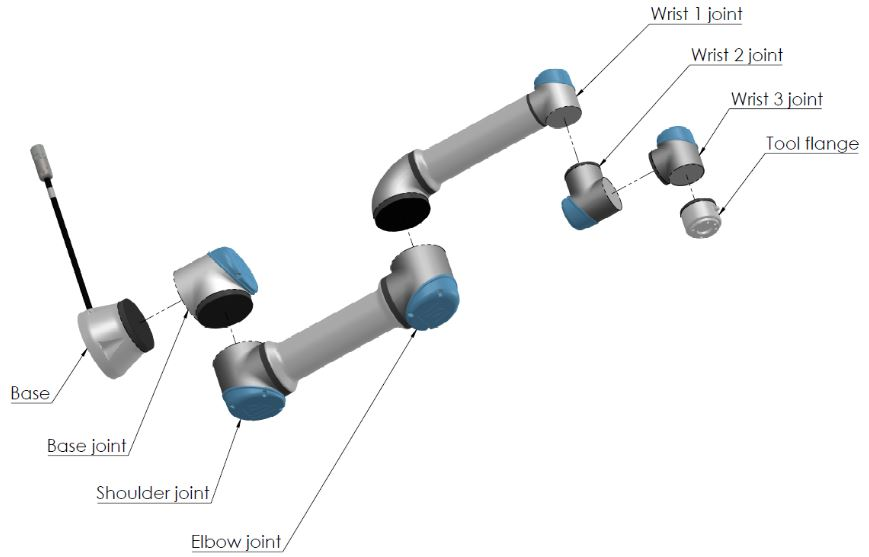 Wrist 1 joint
Wrist 2 joint
Wrist 3 joint
Tool flange
Base
Base joint
Shoulder joint
Elbow joint